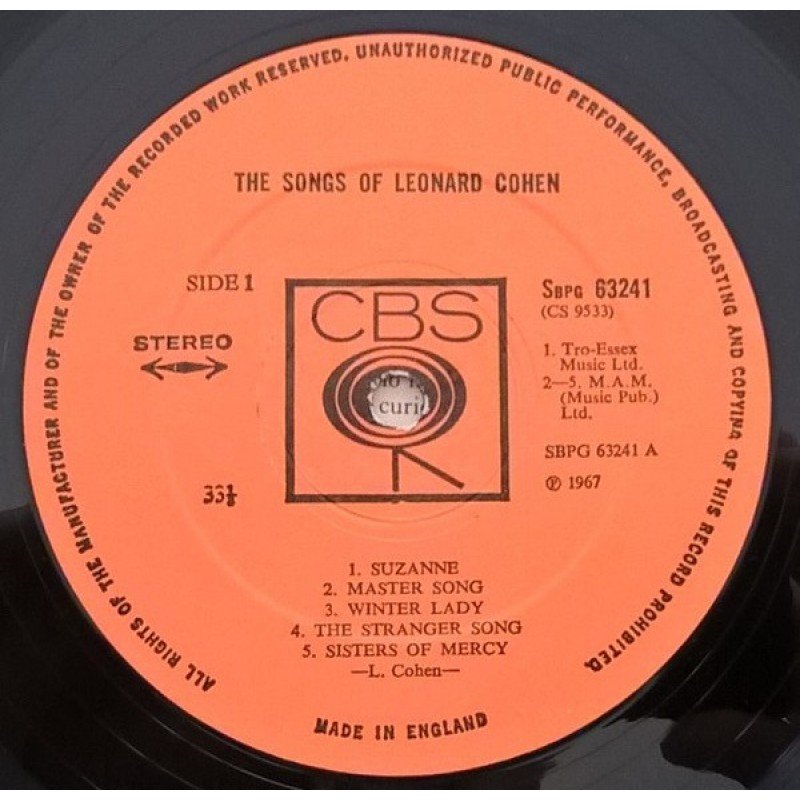 ALL RIGHTS OF THE MANUFACTURER AND OF THE OWNER OF THE RECORDED WORK RESERVED. UNAUTHORIZED PUBLIC PERFORMANCE, BROADCASTING AND COPYING OF THIS RECORD PROHIBITED.
THE SONGS OF LEONARD COHEN
SIDE 1
STEREO
33⅓
CBS
curi
SBPG 63241
(CS 9533)
1. Tro-Essex
Music Ltd.
2—5. M.A.M.
(Music Pub.)
Ltd.
SBPG 63241 A
℗ 1967
1. SUZANNE
2. MASTER SONG
3. WINTER LADY
4. THE STRANGER SONG
5. SISTERS OF MERCY
—L. Cohen—
MADE IN ENGLAND